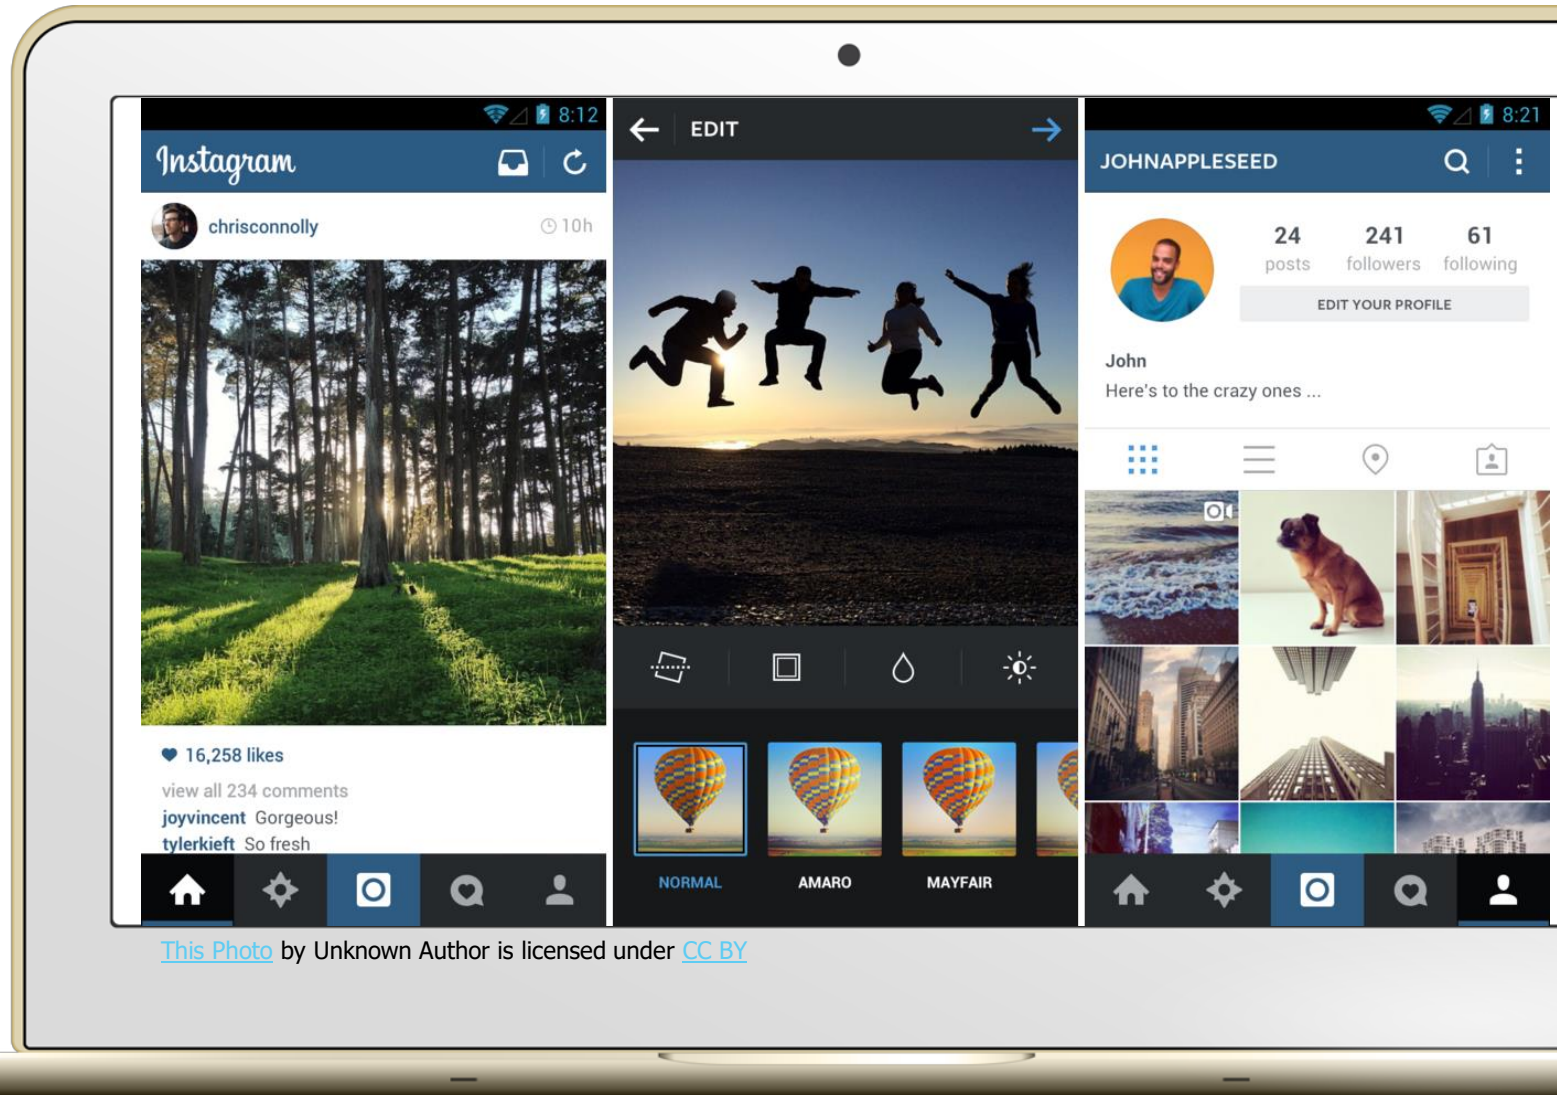 8:12
Instagram
chrisconnolly
10h
16,258 likes
view all 234 comments
joyvincent Gorgeous!
tylerkieft So fresh
EDIT
NORMAL
AMARO
MAYFAIR
8:21
JOHNAPPLESEED
24
241
61
posts
followers
following
EDIT YOUR PROFILE
John
Here's to the crazy ones ...
This Photo by Unknown Author is licensed under CC BY